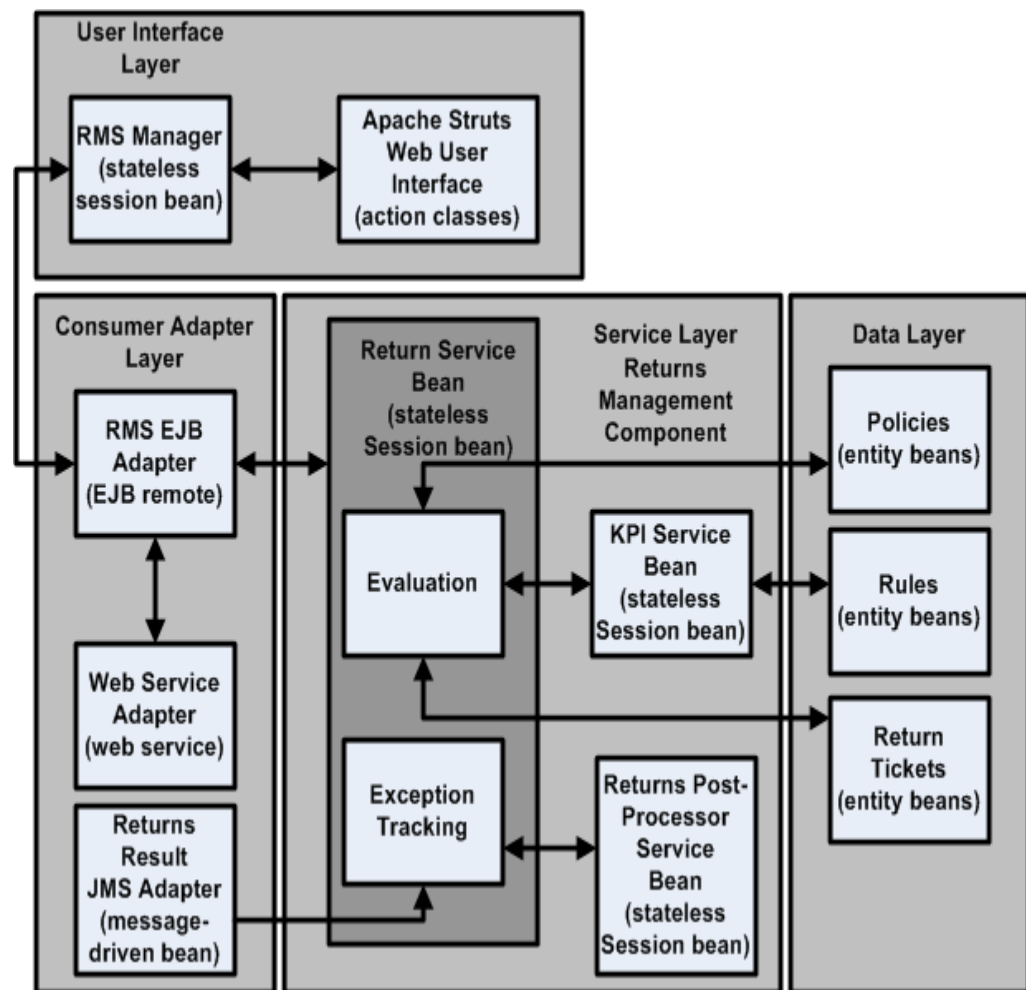 User Interface
Layer
RMS Manager
(stateless
session bean)
Apache Struts
Web User
Interface
(action classes)
Consumer Adapter
Layer
RMS EJB
Adapter
(EJB remote)
Web Service
Adapter
(web service)
Returns
Result
JMS Adapter
(message-
driven bean)
Return Service
Bean
(stateless
Session bean)
Evaluation
Exception
Tracking
Service Layer
Returns
Management
Component
KPI Service
Bean
(stateless
Session bean)
Returns Post-
Processor
Service
Bean
(stateless
Session bean)
Data Layer
Policies
(entity beans)
Rules
(entity beans)
Return
Tickets
(entity beans)